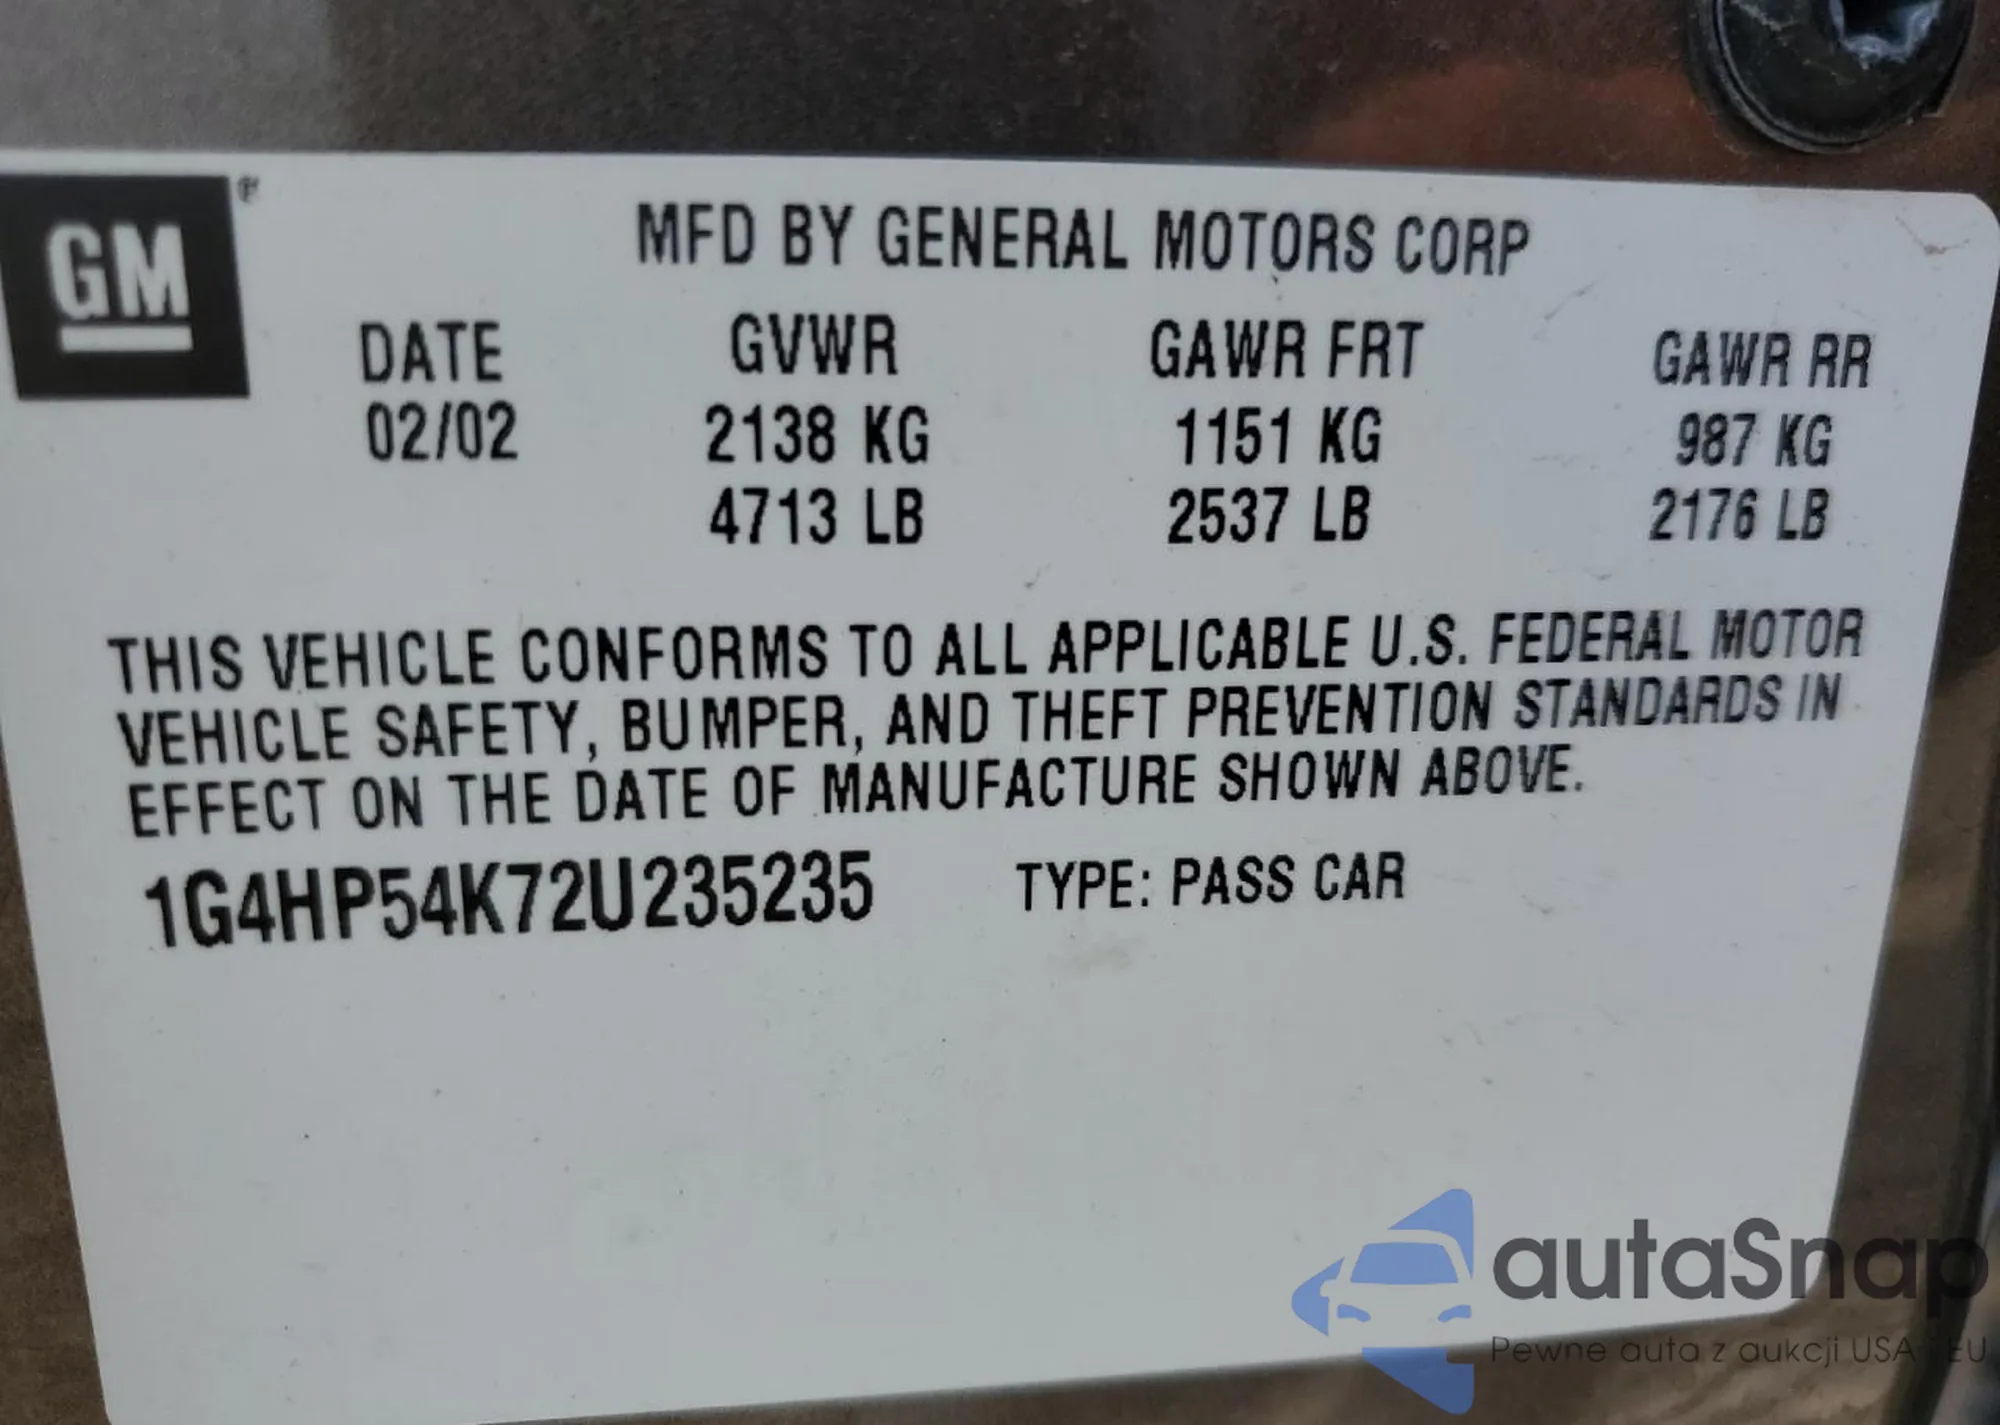 GM®
MFD BY GENERAL MOTORS CORP
DATE GVWR GAWR FRT GAWR RR
02/02 2138 KG 1151 KG 987 KG
4713 LB 2537 LB 2176 LB
THIS VEHICLE CONFORMS TO ALL APPLICABLE U.S. FEDERAL MOTOR
VEHICLE SAFETY, BUMPER, AND THEFT PREVENTION STANDARDS IN
EFFECT ON THE DATE OF MANUFACTURE SHOWN ABOVE.
1G4HP54K72U235235 TYPE: PASS CAR
autaSnap
Pewne auta z aukcji USA i EU